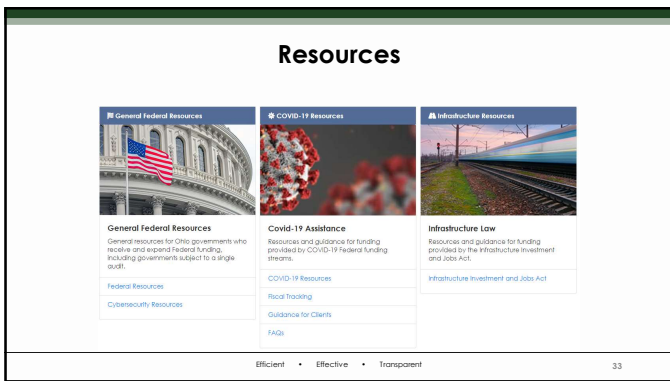 Resources
General Federal Resources
General Federal Resources
General resources for Ohio governments who
receive and expend Federal funding,
including governments subject to a single
audit.
Federal Resources
Cybersecurity Resources
COVID-19 Resources
Covid-19 Assistance
Resources and guidance for funding
provided by COVID-19 Federal funding
streams.
COVID-19 Resources
Fiscal Tracking
Guidance for Clients
FAQs
Infrastructure Resources
Infrastructure Law
Resources and guidance for funding
provided by the Infrastructure Investment
and Jobs Act.
Infrastructure Investment and Jobs Act
Efficient • Effective • Transparent
33